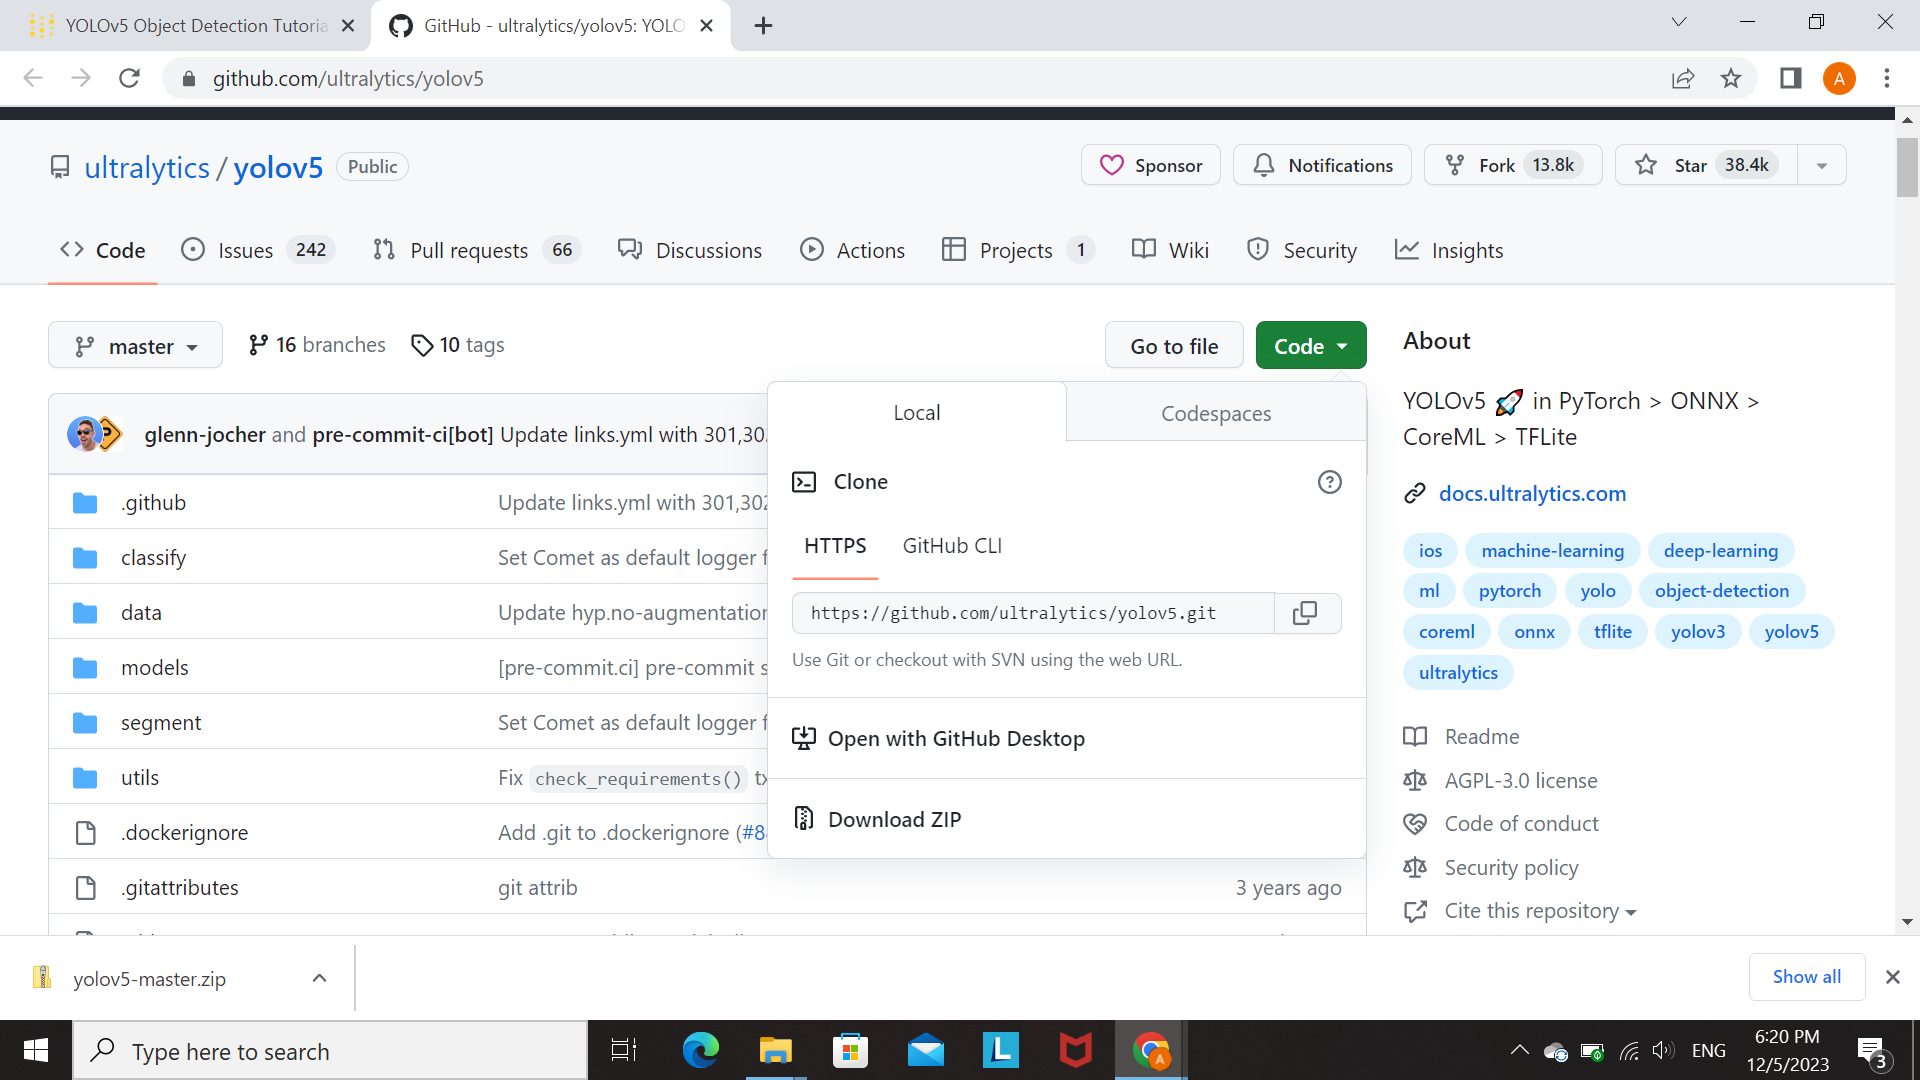 YOLOv5 Object Detection Tutoria
GitHub - ultralytics/yolov5: YOLO
github.com/ultralytics/yolov5
A
ultralytics / yolov5 Public
Sponsor Notifications Fork 13.8k Star 38.4k
Code Issues 242 Pull requests 66 Discussions Actions Projects 1 Wiki Security Insights
master 16 branches 10 tags
Go to file Code
glenn-jocher and pre-commit-ci[bot] Update links.yml with 301,302
.github Update links.yml with 301,302
classify Set Comet as default logger f
data Update hyp.no-augmentation
models [pre-commit.ci] pre-commit s
segment Set Comet as default logger f
utils Fix check_requirements() tx
.dockerignore Add .git to .dockerignore (#8
.gitattributes git attrib 3 years ago
Local Codespaces
Clone
HTTPS GitHub CLI
https://github.com/ultralytics/yolov5.git
Use Git or checkout with SVN using the web URL.
Open with GitHub Desktop
Download ZIP
About
YOLOv5 🚀 in PyTorch > ONNX >
CoreML > TFLite
docs.ultralytics.com
ios machine-learning deep-learning
ml pytorch yolo object-detection
coreml onnx tflite yolov3 yolov5
ultralytics
Readme
AGPL-3.0 license
Code of conduct
Security policy
Cite this repository
yolov5-master.zip
Show all
Type here to search
L
A
ENG
6:20 PM
12/5/2023
3